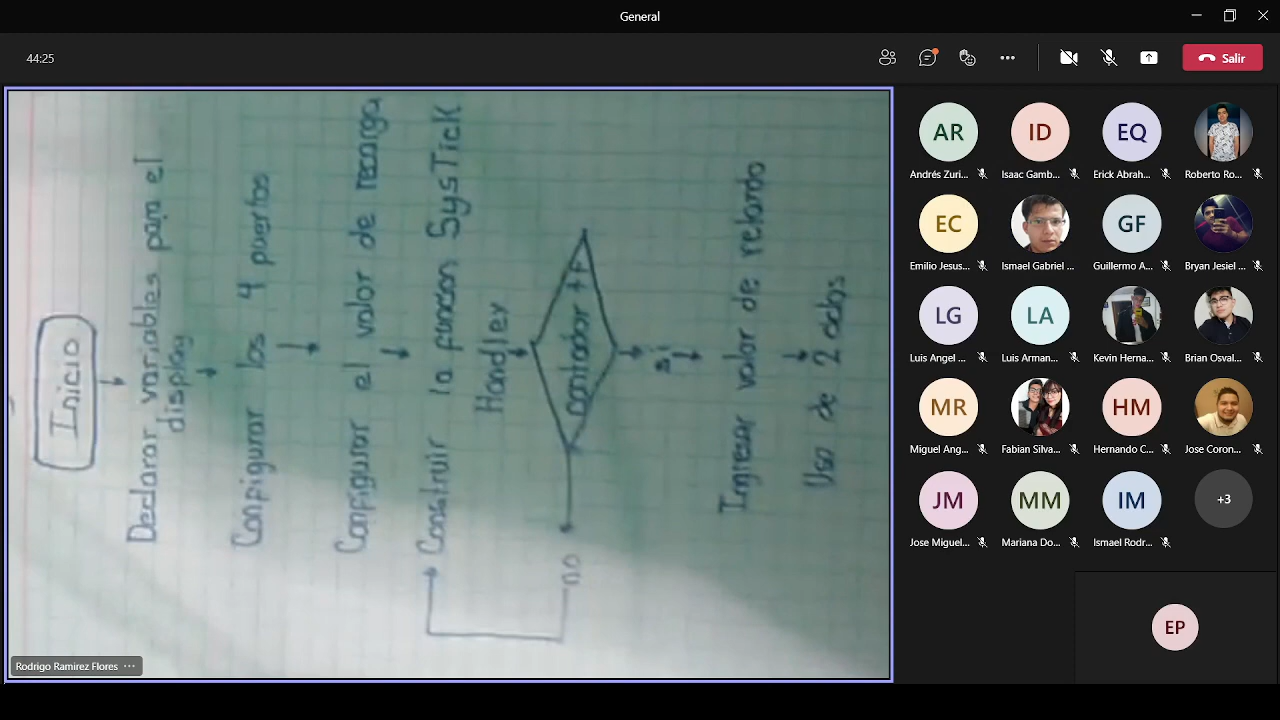 General
44:25
Salir
Inicio
Declarar variables para el
display
Configurar los 4 puertos
Configurar el valor de recarga
Construir la funcion SysTick
Handler
contador ++
no
si
Ingresar valor de retardo
Uso de 2 ciclos
Rodrigo Ramirez Flores ···
AR
Andrés Zuri...
ID
Isaac Gamb...
EQ
Erick Abrah...
Roberto Ro...
EC
Emilio Jesus...
Ismael Gabriel ...
GF
Guillermo A...
Bryan Jesiel ...
LG
Luis Angel ...
LA
Luis Arman...
Kevin Herna...
Brian Osval...
MR
Miguel Ang...
Fabian Silva...
HM
Hernando C...
Jose Coron...
JM
Jose Miguel...
MM
Mariana Do...
IM
Ismael Rodr...
+3
EP